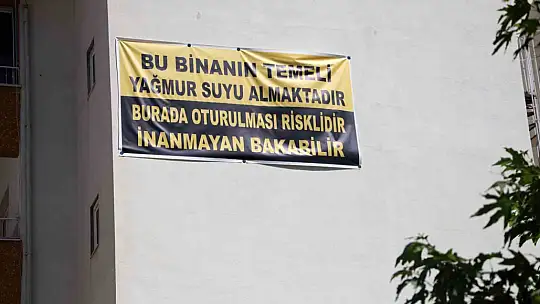 BU BİNANIN TEMELİ
YAĞMUR SUYU ALMAKTADIR
BURADA OTURULMASI RİSKLİDİR
İNANMAYAN BAKABİLİR